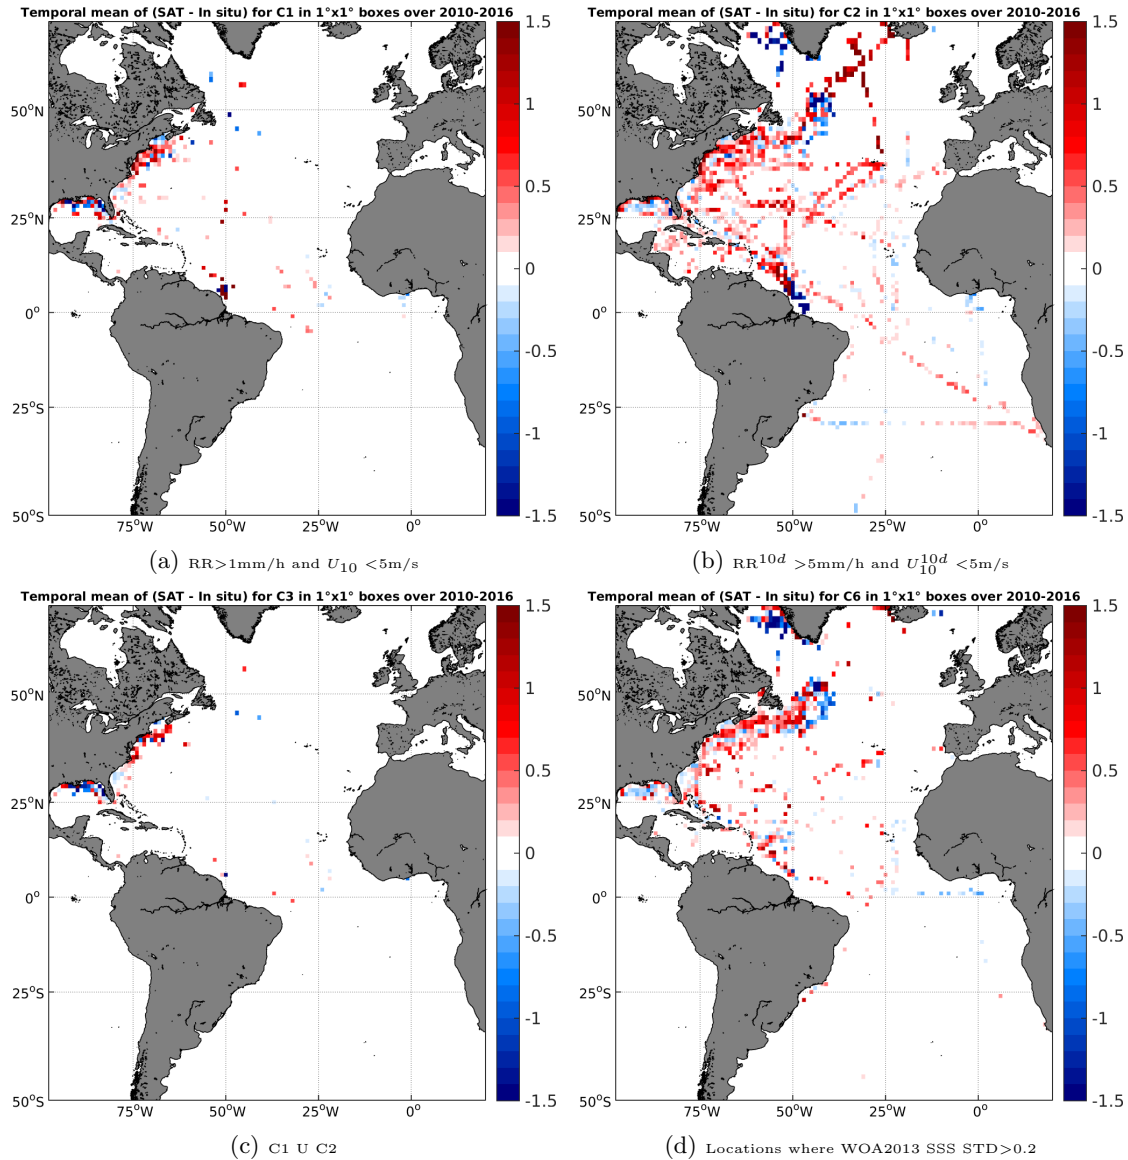 Temporal mean of (SAT - In situ) for C1 in 1°x1° boxes over 2010-2016
1.5
1
0.5
0
-0.5
-1
-1.5
50°N
25°N
0°
25°S
50°S
75°W
50°W
25°W
0°
(a) RR>1mm/h and U10 <5m/s
Temporal mean of (SAT - In situ) for C2 in 1°x1° boxes over 2010-2016
1.5
1
0.5
0
-0.5
-1
-1.5
50°N
25°N
0°
25°S
50°S
75°W
50°W
25°W
0°
(b) RR^10d >5mm/h and U10^10d <5m/s
Temporal mean of (SAT - In situ) for C3 in 1°x1° boxes over 2010-2016
1.5
1
0.5
0
-0.5
-1
-1.5
50°N
25°N
0°
25°S
50°S
75°W
50°W
25°W
0°
(c) C1 U C2
Temporal mean of (SAT - In situ) for C6 in 1°x1° boxes over 2010-2016
1.5
1
0.5
0
-0.5
-1
-1.5
50°N
25°N
0°
25°S
50°S
75°W
50°W
25°W
0°
(d) Locations where WOA2013 SSS STD>0.2